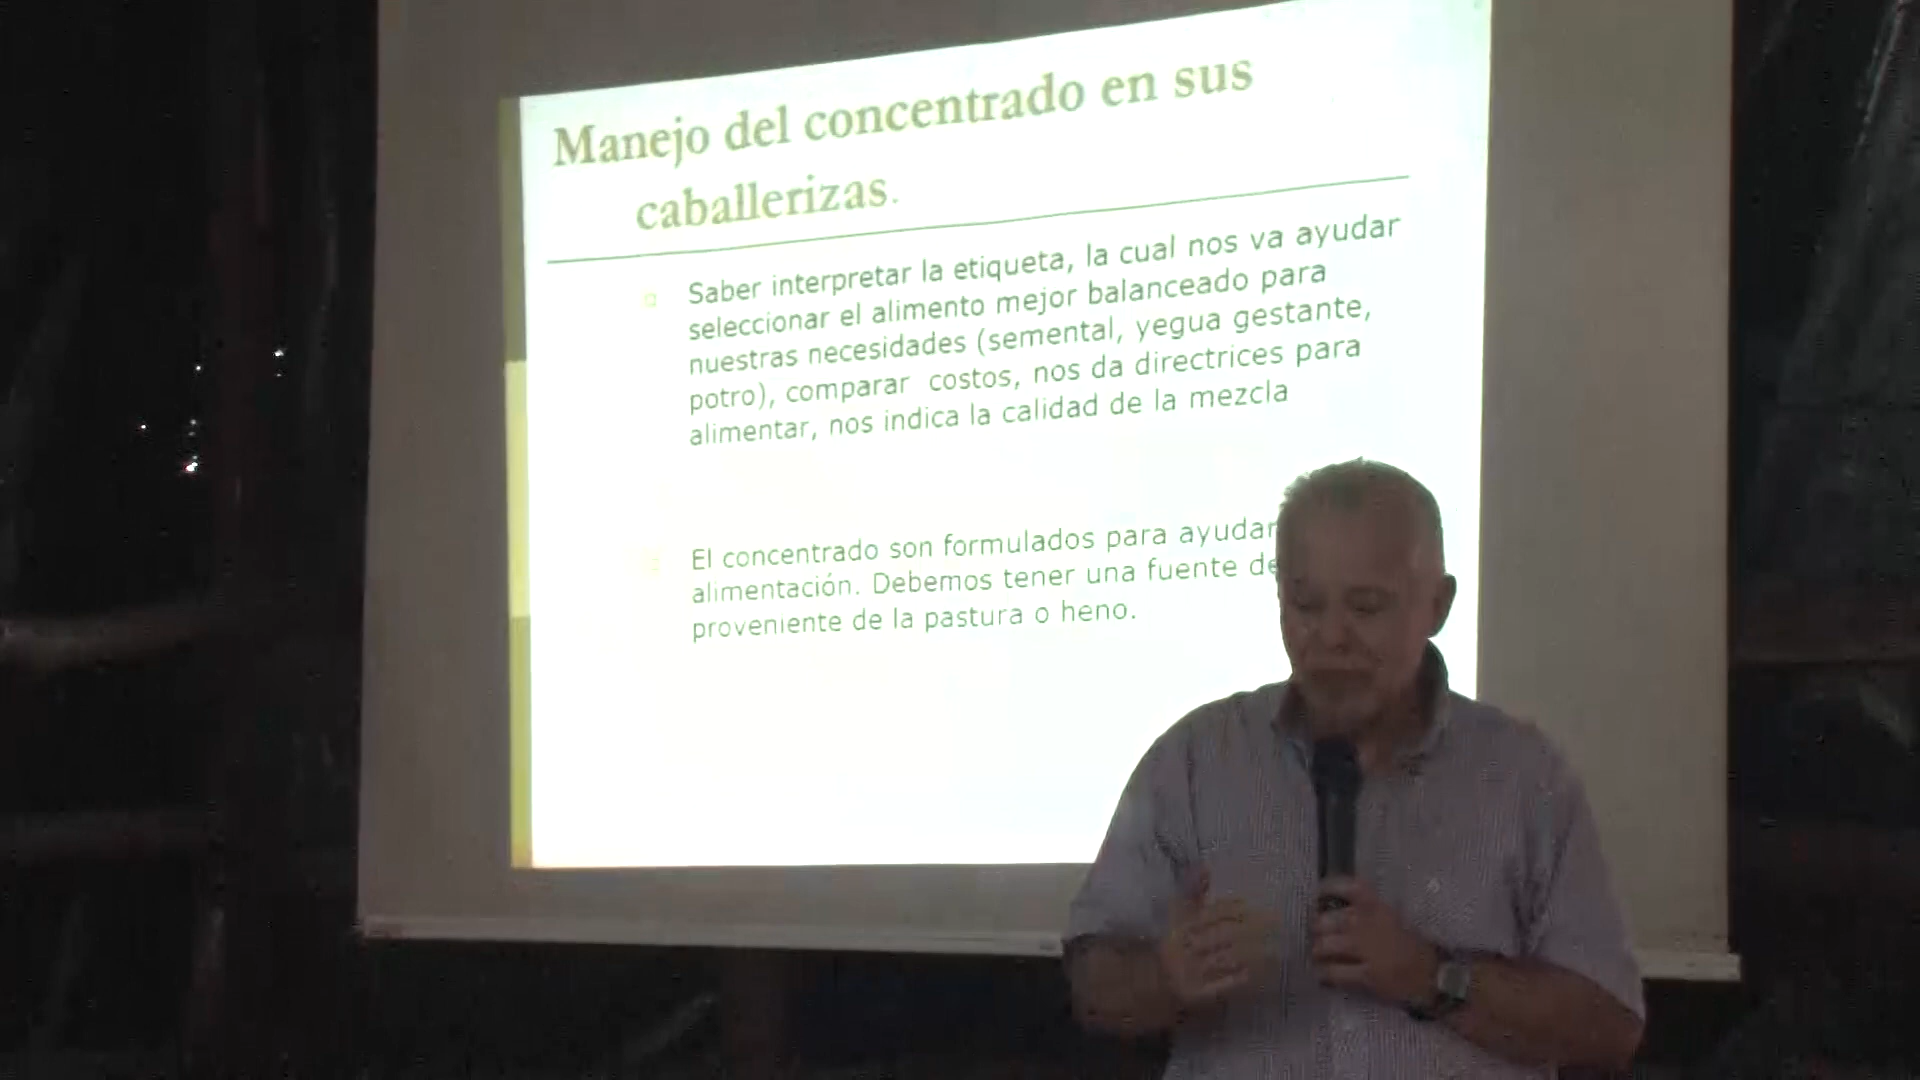 Manejo del concentrado en sus
caballerizas.
Saber interpretar la etiqueta, la cual nos va ayudar
seleccionar el alimento mejor balanceado para
nuestras necesidades (semental, yegua gestante,
potro), comparar costos, nos da directrices para
alimentar, nos indica la calidad de la mezcla
El concentrado son formulados para ayudar
alimentación. Debemos tener una fuente de
proveniente de la pastura o heno.